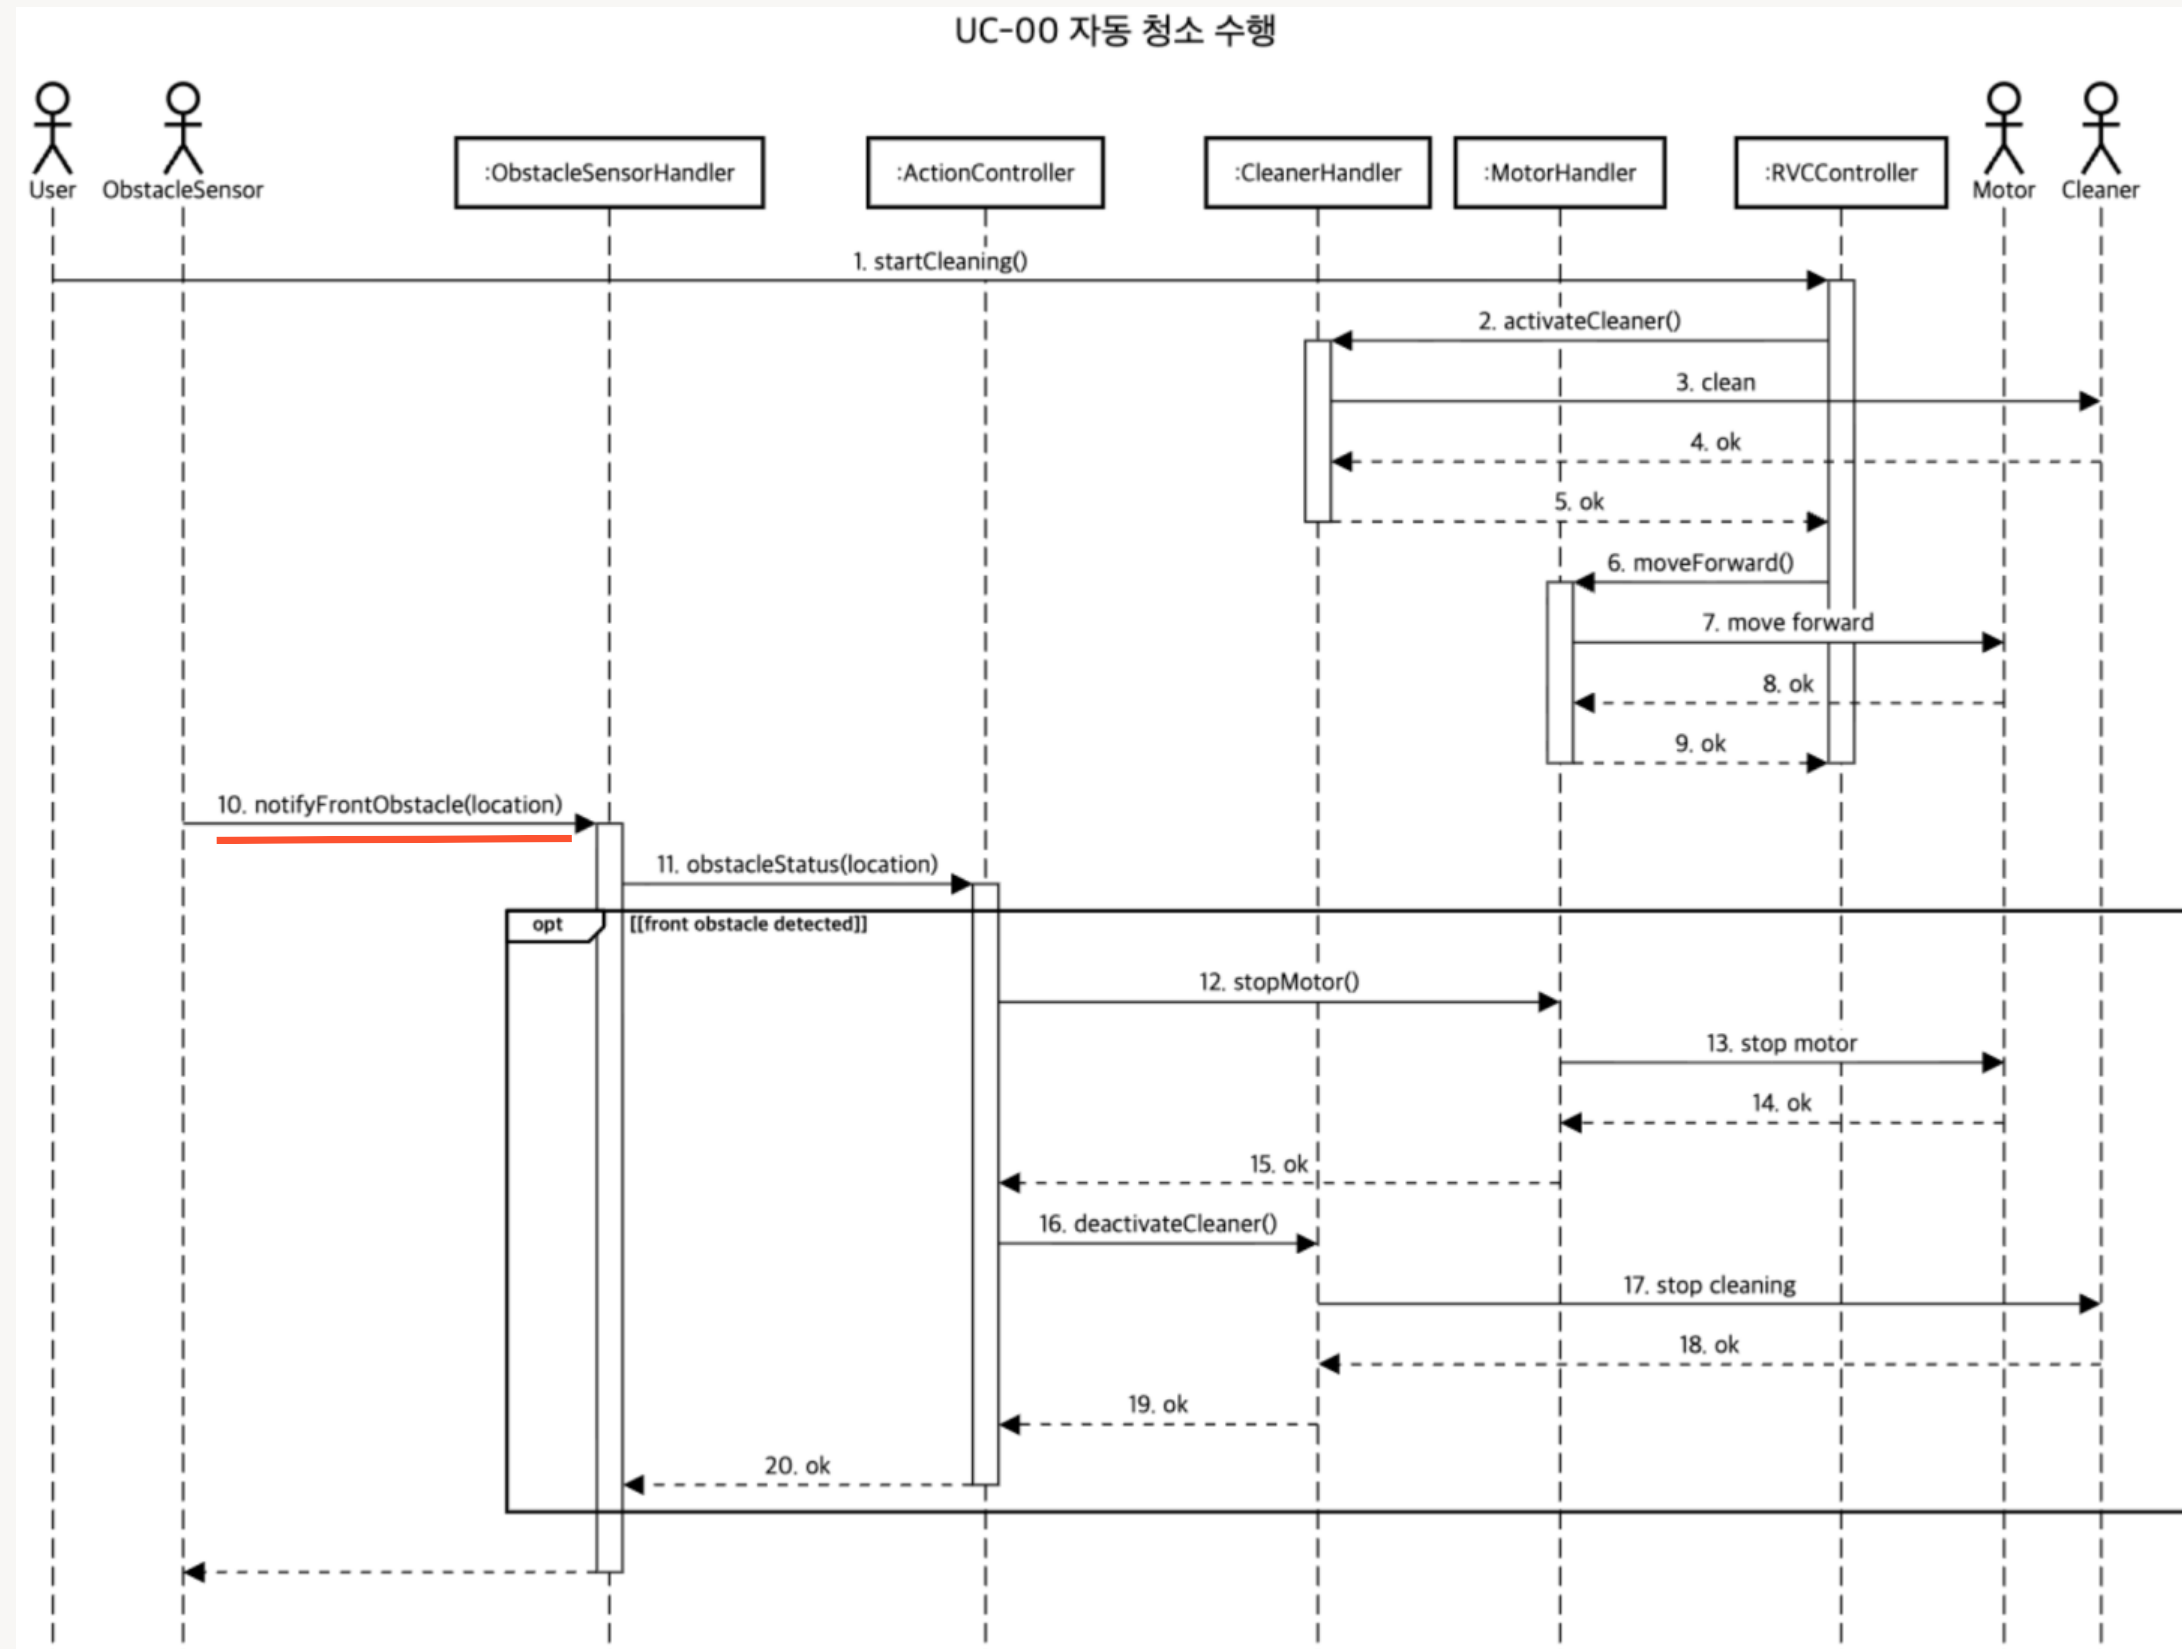 UC-00 자동 청소 수행
User
ObstacleSensor
:ObstacleSensorHandler
:ActionController
:CleanerHandler
:MotorHandler
:RVCController
Motor
Cleaner
1. startCleaning()
2. activateCleaner()
3. clean
4. ok
5. ok
6. moveForward()
7. move forward
8. ok
9. ok
10. notifyFrontObstacle(location)
11. obstacleStatus(location)
opt
[[front obstacle detected]]
12. stopMotor()
13. stop motor
14. ok
15. ok
16. deactivateCleaner()
17. stop cleaning
18. ok
19. ok
20. ok